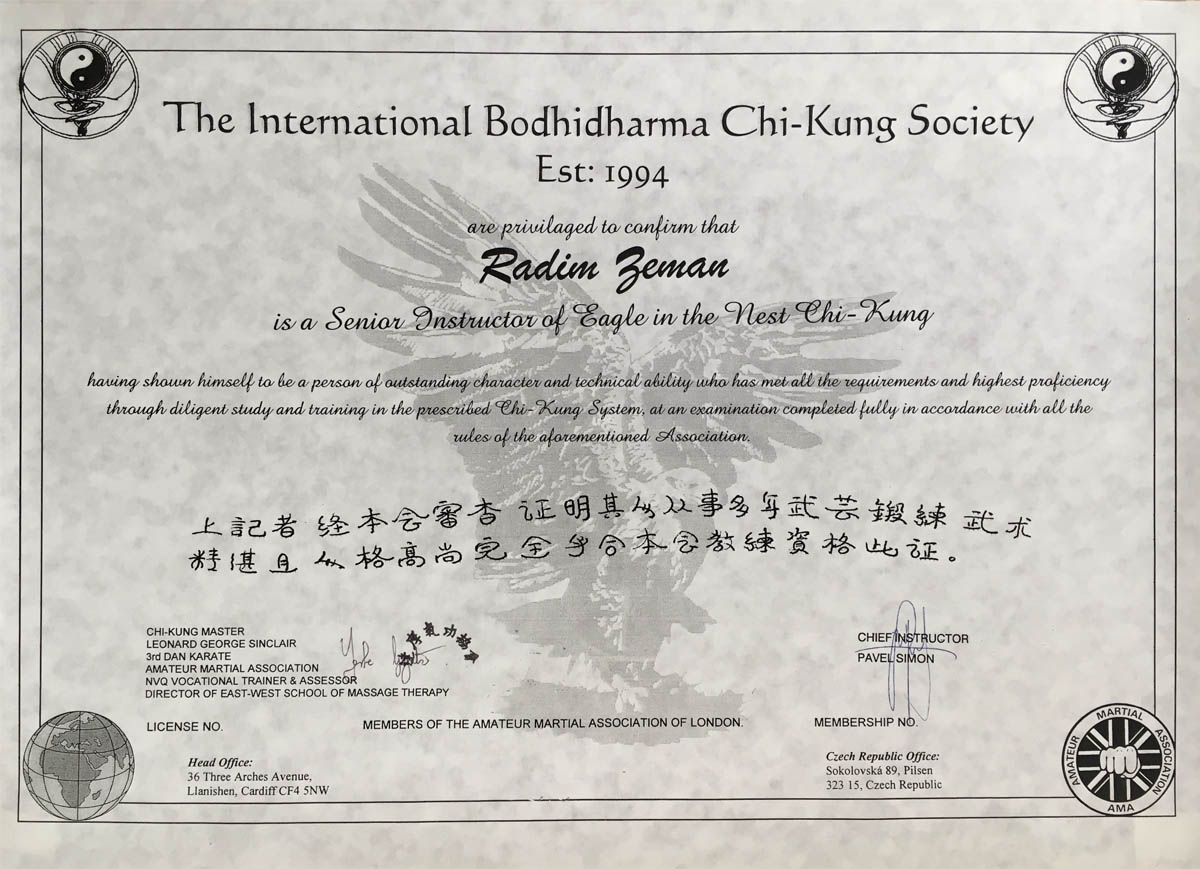 The International Bodhidharma Chi-Kung Society
Est: 1994
are privilaged to confirm that
Radim Zeman
is a Senior Instructor of Eagle in the Nest Chi-Kung
having shown himself to be a person of outstanding character and technical ability who has met all the requirements and highest proficiency
through diligent study and training in the prescribed Chi-Kung System, at an examination completed fully in accordance with all the
rules of the aforementioned Association.
上記者 经本会審查 证明其从事多年武芸鍛練 武术
精湛且 格高尚完全合本会教練資格此证。
CHI-KUNG MASTER
LEONARD GEORGE SINCLAIR
3rd DAN KARATE
AMATEUR MARTIAL ASSOCIATION
NVQ VOCATIONAL TRAINER & ASSESSOR
DIRECTOR OF EAST-WEST SCHOOL OF MASSAGE THERAPY
氣功
CHIEF INSTRUCTOR
PAVEL SIMON
LICENSE NO.
MEMBERS OF THE AMATEUR MARTIAL ASSOCIATION OF LONDON.
MEMBERSHIP NO.
Head Office:
36 Three Arches Avenue,
Llanishen, Cardiff CF4 5NW
Czech Republic Office:
Sokolovská 89, Pilsen
323 15, Czech Republic
AMATEUR MARTIAL ASSOCIATION
AMA